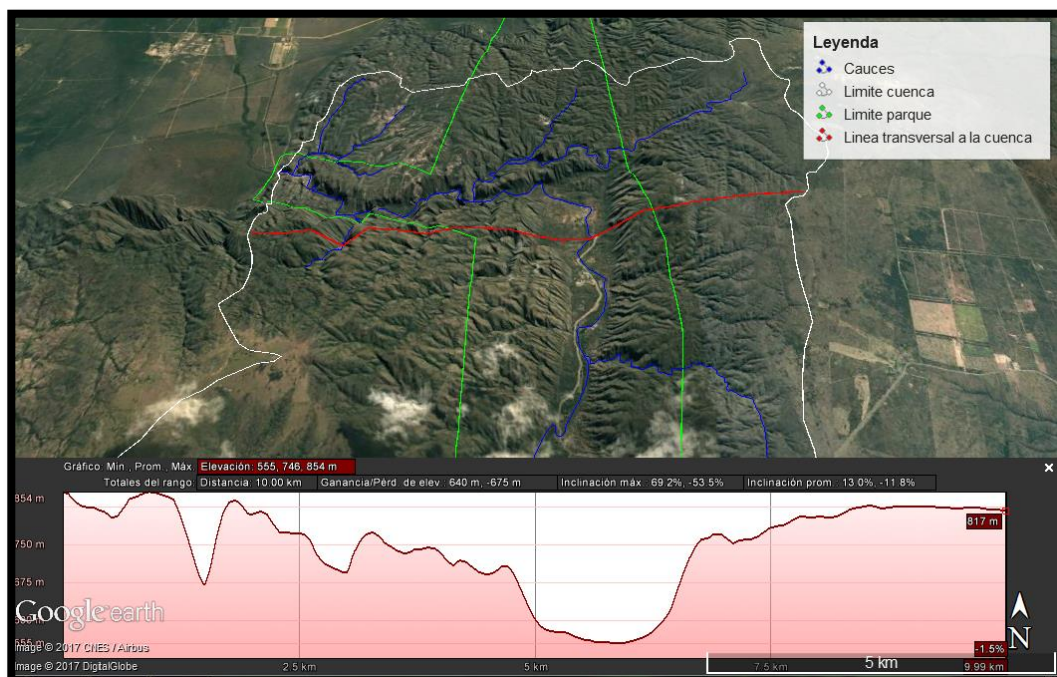 Leyenda
Cauces
Limite cuenca
Limite parque
Linea transversal a la cuenca
Gráfico: Mín., Prom., Máx. Elevación: 555, 746, 854 m
Totales del rango: Distancia: 10.00 km Ganancia/Pérd. de elev.: 640 m, -675 m Inclinación máx.: 69.2%, -53.5% Inclinación prom.: 13.0%, -11.8%
854 m
817 m
750 m
675 m
600 m
Google earth
555 m
N
Image © 2017 CNES / Airbus
-1.5%
Image © 2017 DigitalGlobe
2.5 km
5 km
7.5 km
5 km
9.99 km